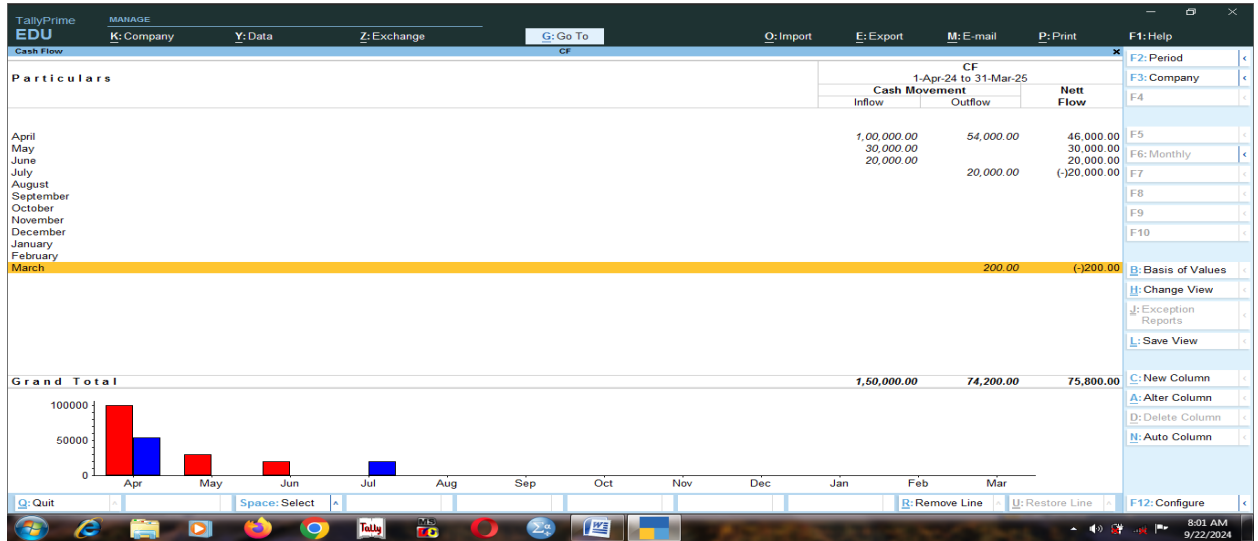 TallyPrime
EDU
MANAGE
K: Company Y: Data Z: Exchange G: Go To O: Import E: Export M: E-mail P: Print F1: Help
Cash Flow CF
Particulars
CF
1-Apr-24 to 31-Mar-25
Cash Movement Nett
Inflow Outflow Flow
April 1,00,000.00 54,000.00 46,000.00
May 30,000.00 30,000.00
June 20,000.00 20,000.00
July 20,000.00 (-)20,000.00
August
September
October
November
December
January
February
March 200.00 (-)200.00
Grand Total 1,50,000.00 74,200.00 75,800.00
100000
50000
0
Apr May Jun Jul Aug Sep Oct Nov Dec Jan Feb Mar
F2: Period
F3: Company
F4
F5
F6: Monthly
F7
F8
F9
F10
B: Basis of Values
H: Change View
J: Exception
Reports
L: Save View
C: New Column
A: Alter Column
D: Delete Column
N: Auto Column
Q: Quit Space: Select R: Remove Line U: Restore Line F12: Configure
Tally MS
8:01 AM
9/22/2024